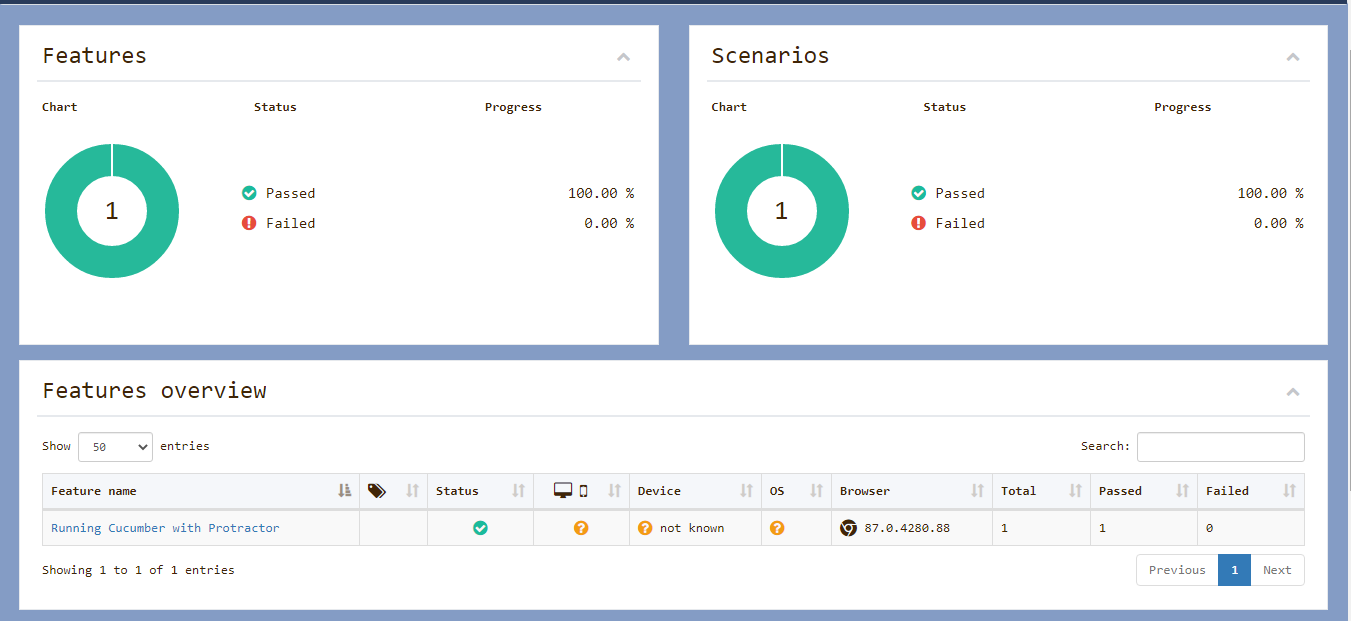 Features
Scenarios
Chart Status Progress
Chart Status Progress
1
Passed 100.00 %
Failed 0.00 %
1
Passed 100.00 %
Failed 0.00 %
Features overview
Show 50 entries
Search:
Feature name Status Device OS Browser Total Passed Failed
Running Cucumber with Protractor not known 87.0.4280.88 1 1 0
Showing 1 to 1 of 1 entries
Previous 1 Next